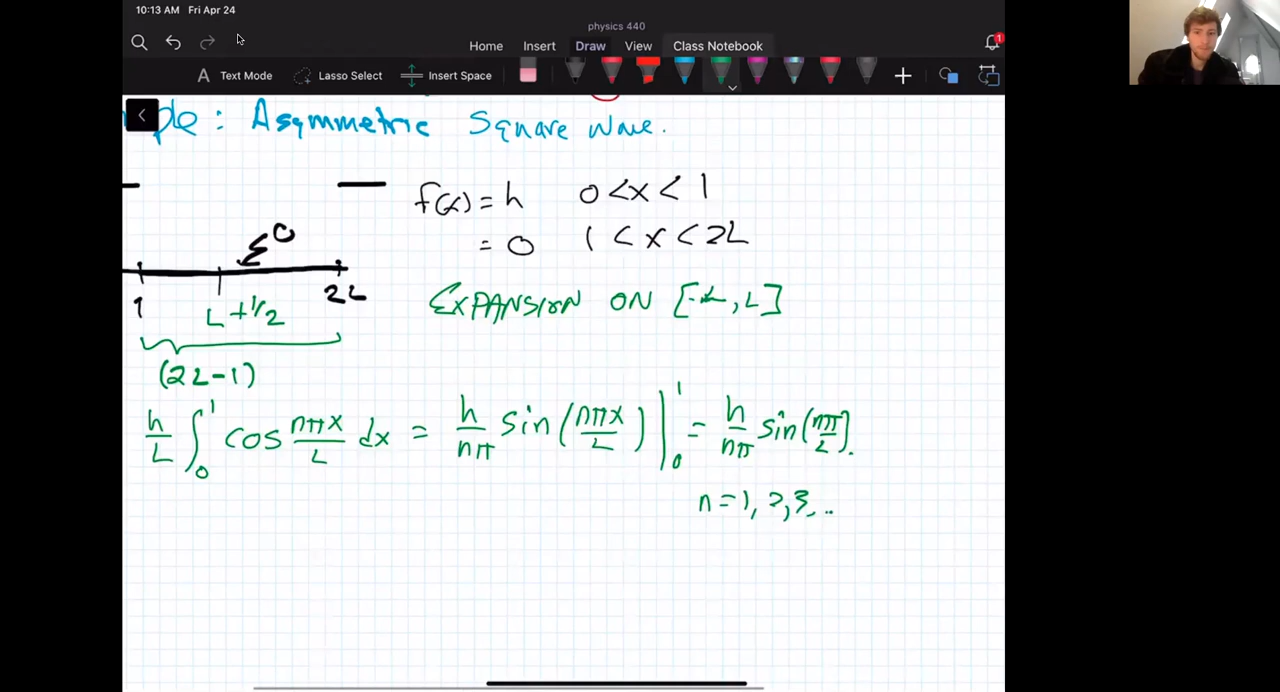 10:13 AM Fri Apr 24
physics 440
Home Insert Draw View Class Notebook
1
Text Mode Lasso Select Insert Space
ple: Asymmetric Square Wave.
f(x) = h 0 < x < 1
= 0 1 < x < 2L
0
1 L + 1/2 2L
EXPANSION ON [-L, L]
(2L-1)
h/L ∫₀¹ cos nπx/L dx = h/nπ sin(nπx/L) |₀¹ = h/nπ sin(nπ/L).
n = 1, 2, 3, ..